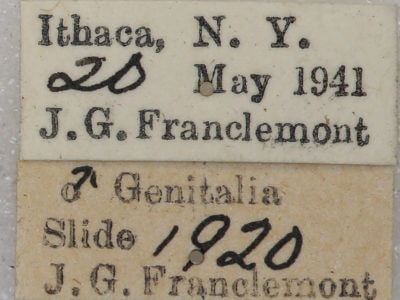 Ithaca, N. Y.
20 May 1941
J. G. Franclemont
♂ Genitalia
Slide 1920
J. G. Franclemont